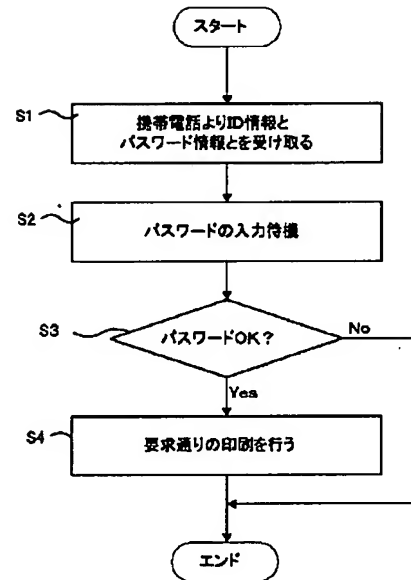 スタート
S1
携帯電話よりID情報と
パスワード情報とを受け取る
S2
パスワードの入力待機
S3
パスワードOK?
No
Yes
S4
要求通りの印刷を行う
エンド